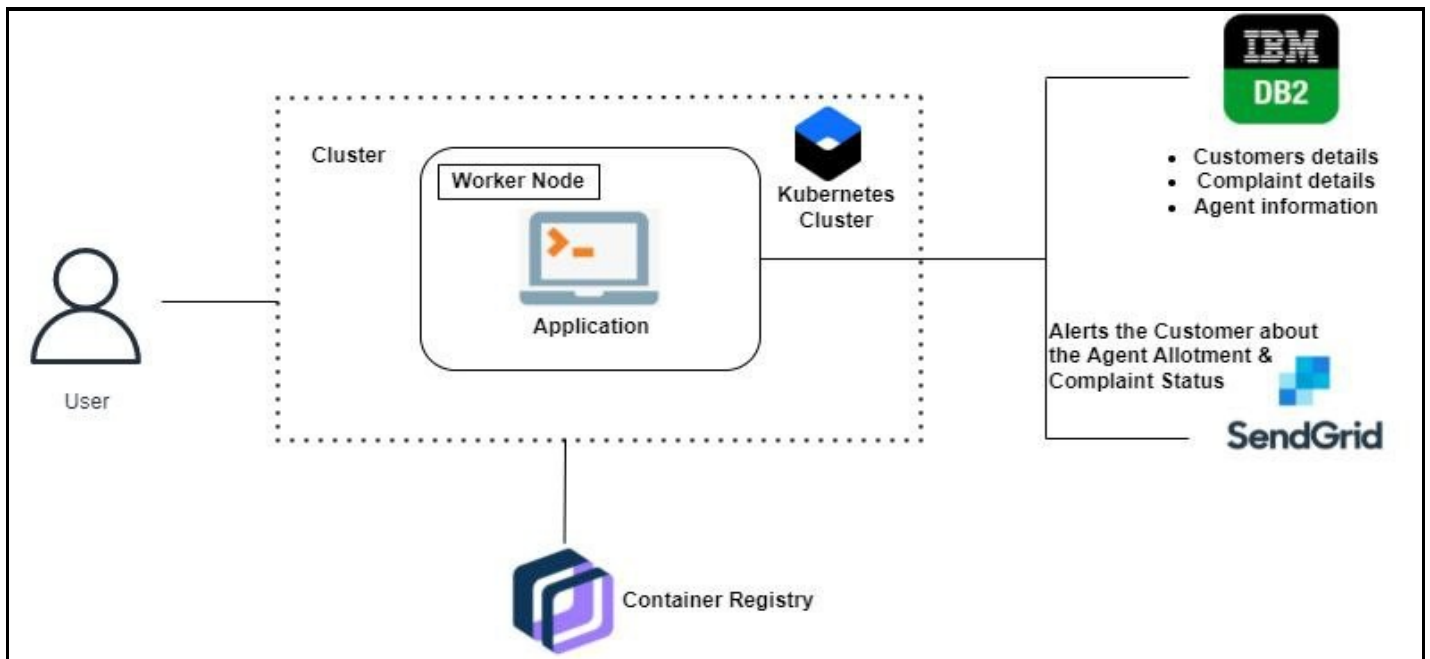 IBM
DB2
Cluster
Worker Node
Kubernetes
Cluster
• Customers details
• Complaint details
• Agent information
Application
User
Alerts the Customer about
the Agent Allotment &
Complaint Status
SendGrid
Container Registry